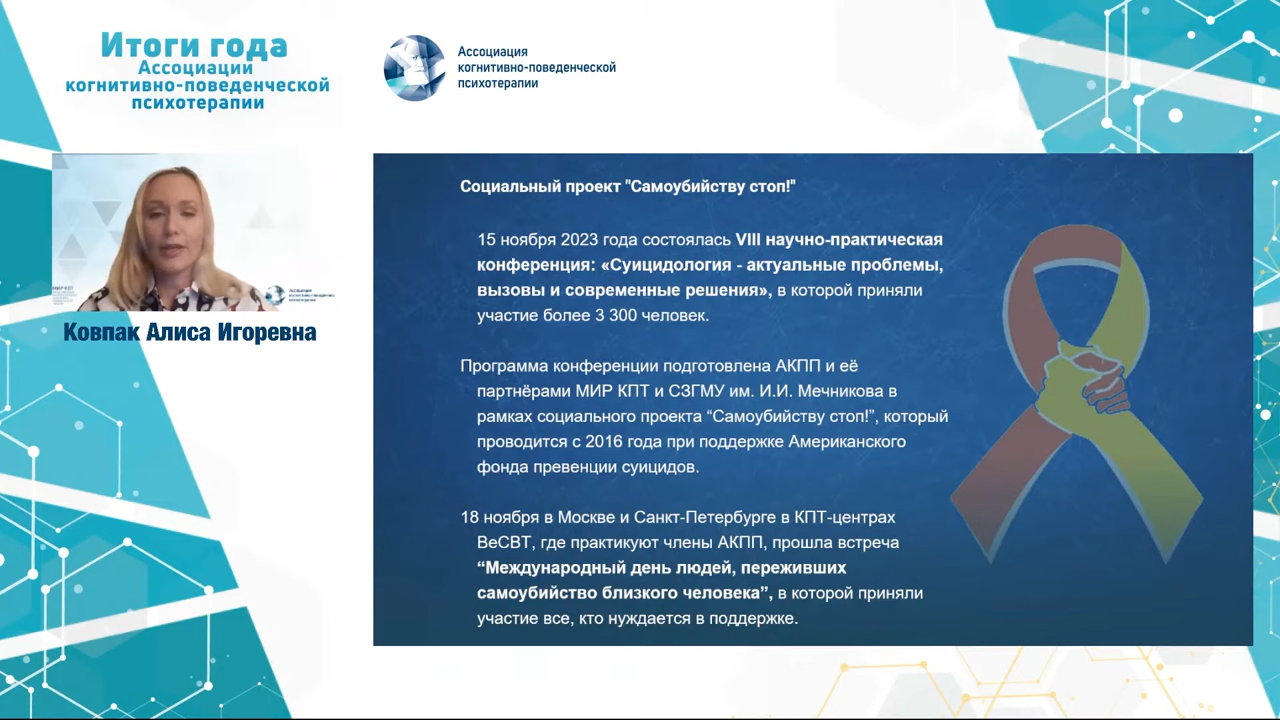 Итоги года
Ассоциации
когнитивно-поведенческой
психотерапии
Ассоциация
когнитивно-поведенческой
психотерапии
МИР КПТ
Ковпак Алиса Игоревна
Социальный проект "Самоубийству стоп!"
15 ноября 2023 года состоялась VIII научно-практическая
конференция: «Суицидология - актуальные проблемы,
вызовы и современные решения», в которой приняли
участие более 3 300 человек.
Программа конференции подготовлена АКПП и её
партнёрами МИР КПТ и СЗГМУ им. И.И. Мечникова в
рамках социального проекта “Самоубийству стоп!”, который
проводится с 2016 года при поддержке Американского
фонда превенции суицидов.
18 ноября в Москве и Санкт-Петербурге в КПТ-центрах
ВеСВТ, где практикуют члены АКПП, прошла встреча
“Международный день людей, переживших
самоубийство близкого человека”, в которой приняли
участие все, кто нуждается в поддержке.